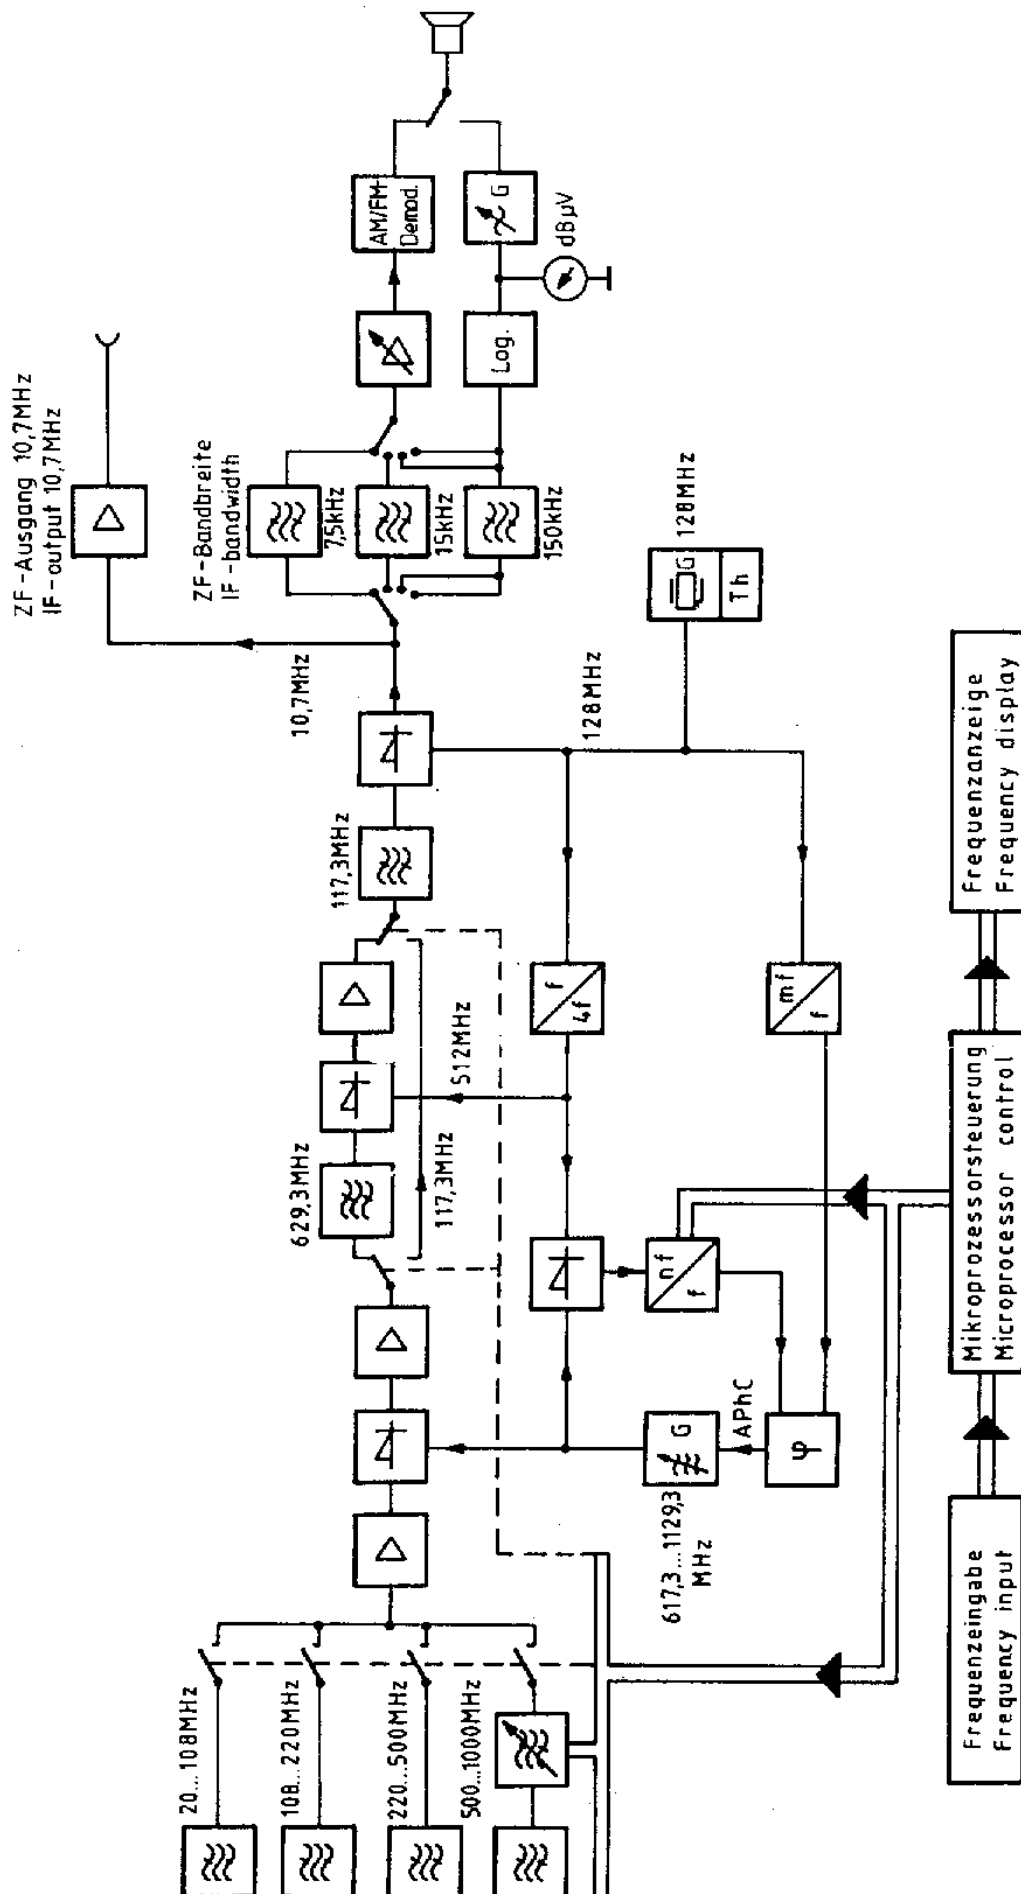 ZF-Ausgang 10,7MHz
IF-output 10,7MHz
ZF-Bandbreite
IF-bandwidth
7,5kHz
15kHz
150kHz
AM/FM-
Demod.
G
dBµV
Log.
20...108MHz
108...220MHz
220...500MHz
500...1000MHz
629,3MHz
117,3MHz
512MHz
117,3MHz
10,7MHz
128MHz
G
128MHz
Th
f
4f
mf
f
nf
f
617,3...1129,3
MHz
G
APhC
φ
Frequenzeingabe
Frequency input
Mikroprozessorsteuerung
Microprocessor control
Frequenzanzeige
Frequency display